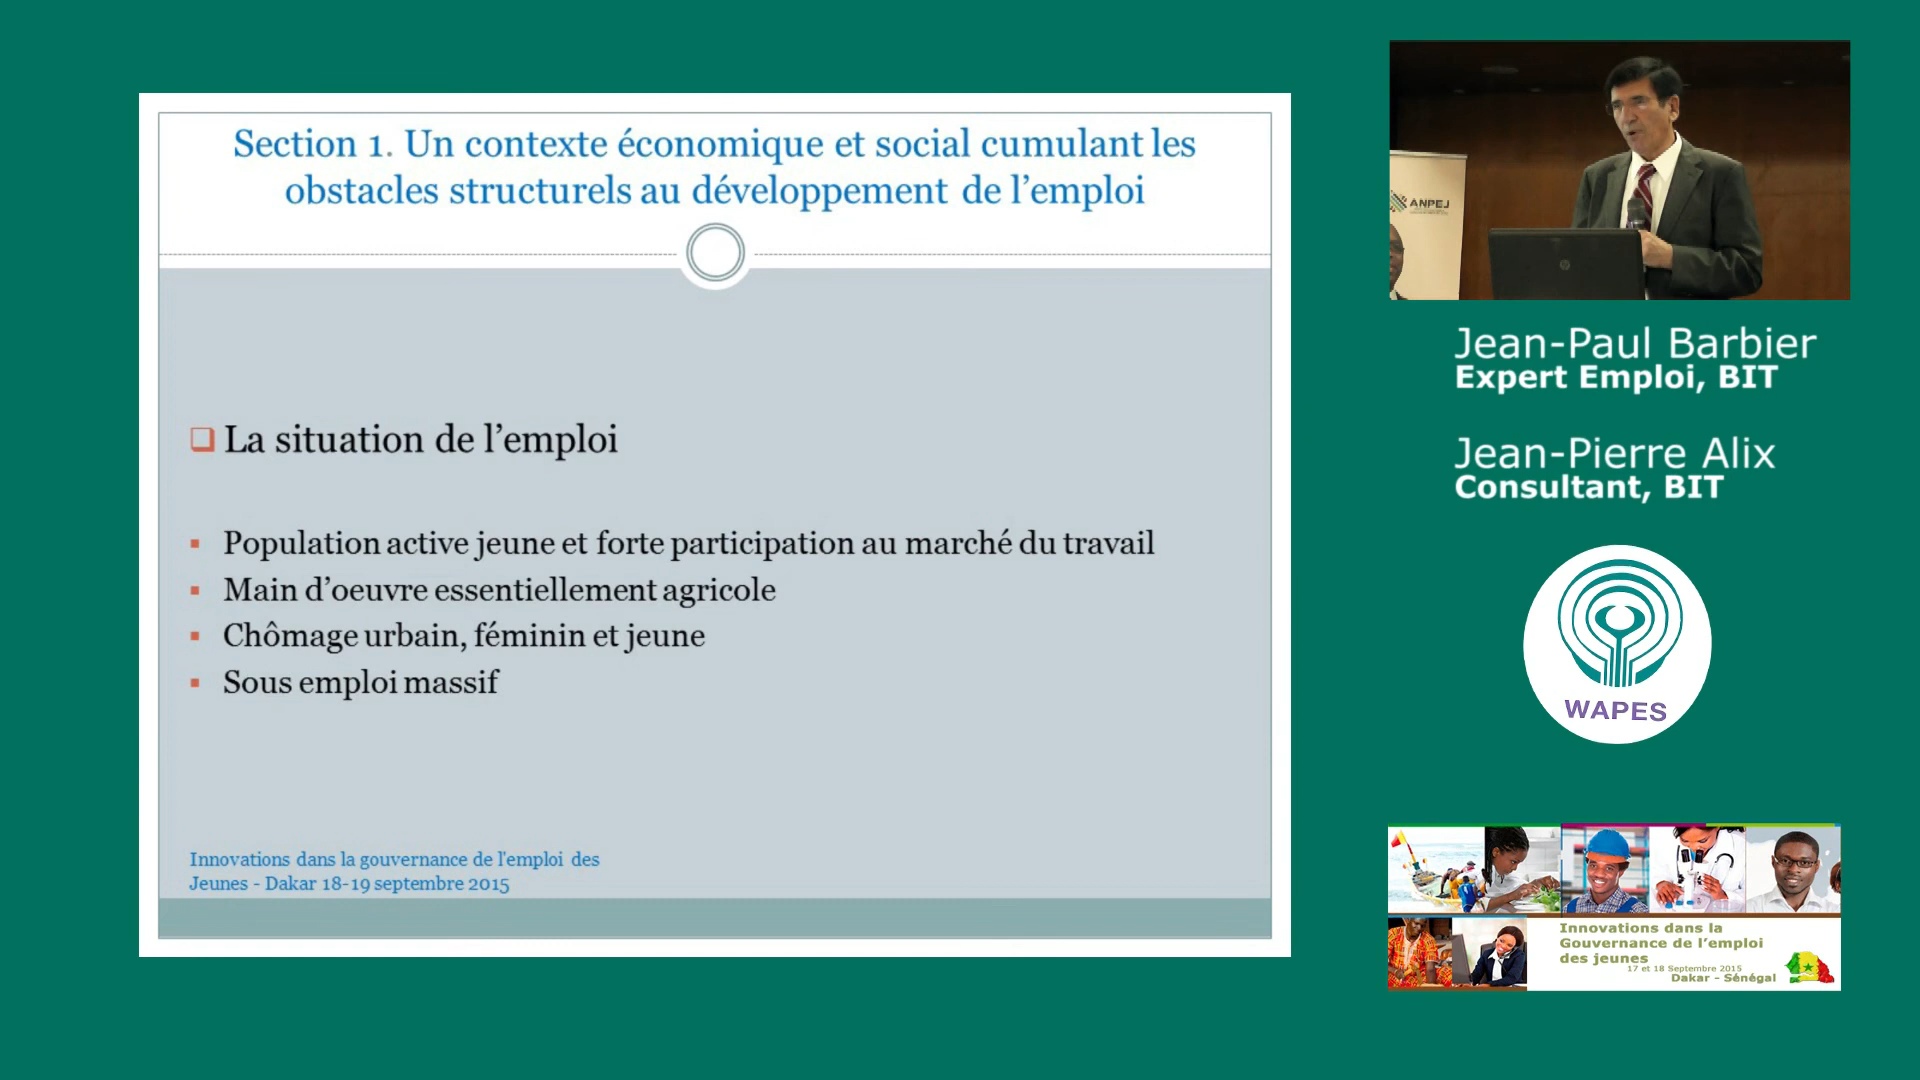 Section 1. Un contexte économique et social cumulant les
obstacles structurels au développement de l’emploi
La situation de l’emploi
Population active jeune et forte participation au marché du travail
Main d’oeuvre essentiellement agricole
Chômage urbain, féminin et jeune
Sous emploi massif
Innovations dans la gouvernance de l'emploi des
Jeunes - Dakar 18-19 septembre 2015
ANPEJ
Jean-Paul Barbier
Expert Emploi, BIT
Jean-Pierre Alix
Consultant, BIT
WAPES
Innovations dans la
Gouvernance de l’emploi
des jeunes
17 et 18 Septembre 2015
Dakar - Sénégal